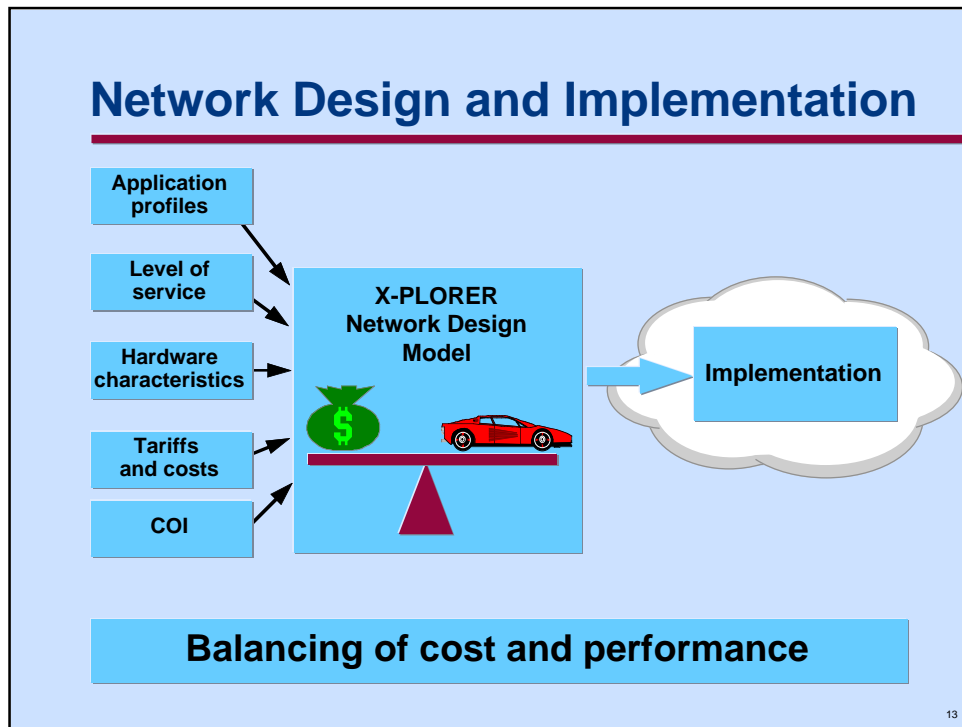 Network Design and Implementation
Application
profiles
Level of
service
Hardware
characteristics
Tariffs
and costs
COI
X-PLORER
Network Design
Model
$
Implementation
Balancing of cost and performance
13